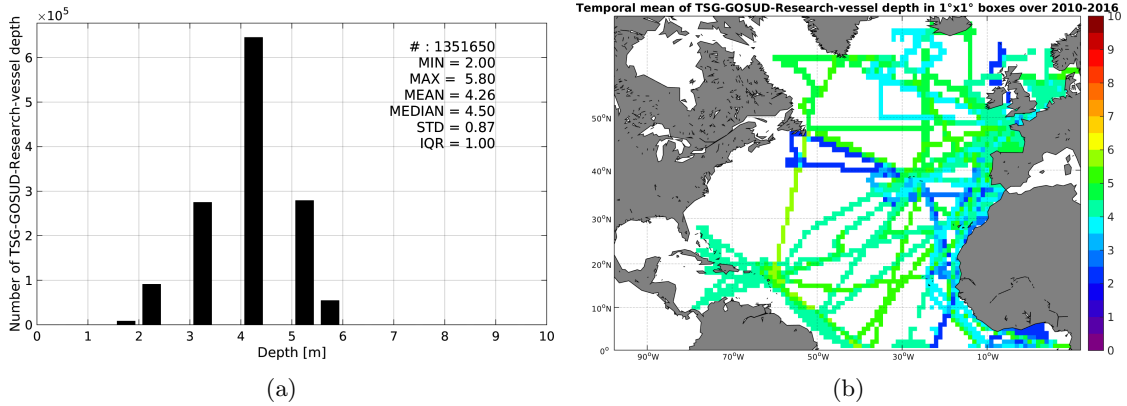 ×10⁵
Number of TSG-GOSUD-Research-vessel depth
6
5
4
3
2
1
0
# : 1351650
MIN = 2.00
MAX = 5.80
MEAN = 4.26
MEDIAN = 4.50
STD = 0.87
IQR = 1.00
0 1 2 3 4 5 6 7 8 9 10
Depth [m]
(a)
Temporal mean of TSG-GOSUD-Research-vessel depth in 1°x1° boxes over 2010-2016
50°N
40°N
30°N
20°N
10°N
0°
90°W 70°W 50°W 30°W 10°W
10
9
8
7
6
5
4
3
2
1
0
(b)